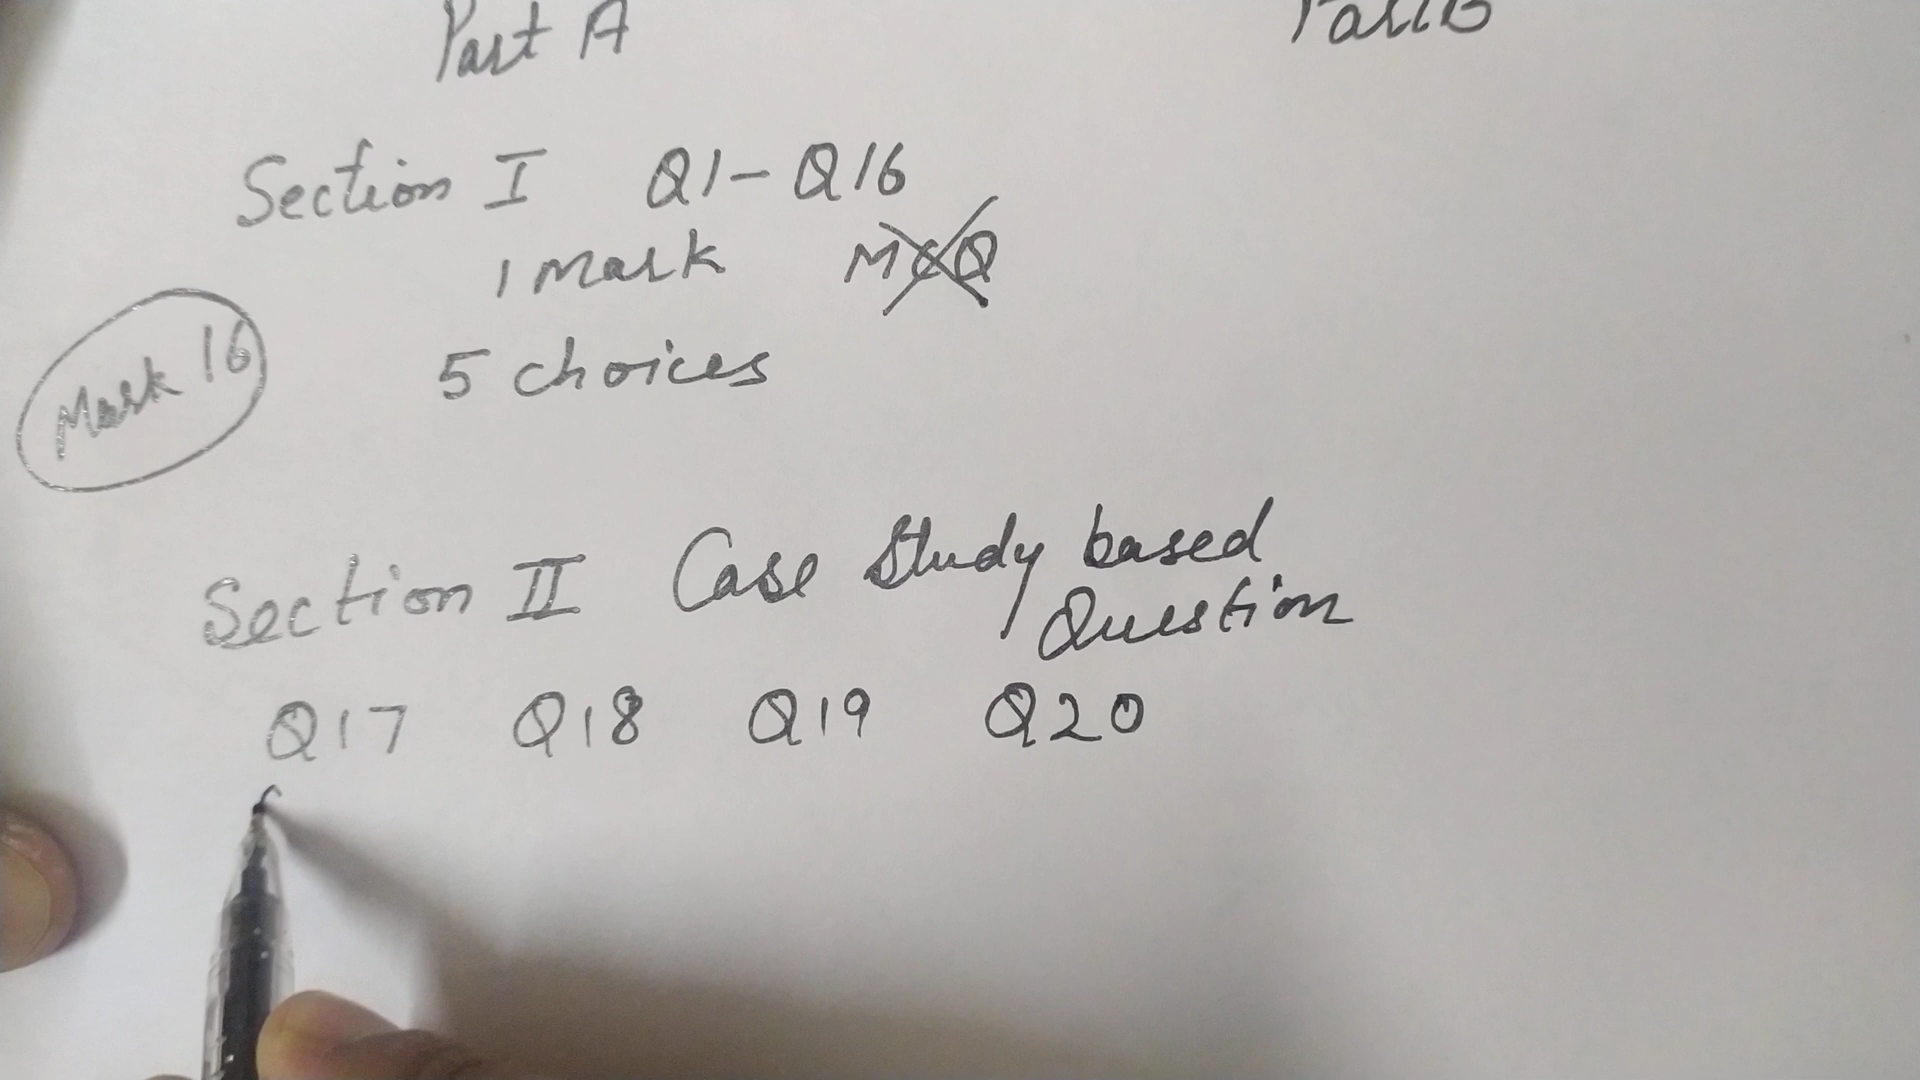 Part A
Part B
Section I Q1-Q16
1 Mark MCQ
5 choices
Mark 16
Section II Case Study based
Question
Q17 Q18 Q19 Q20